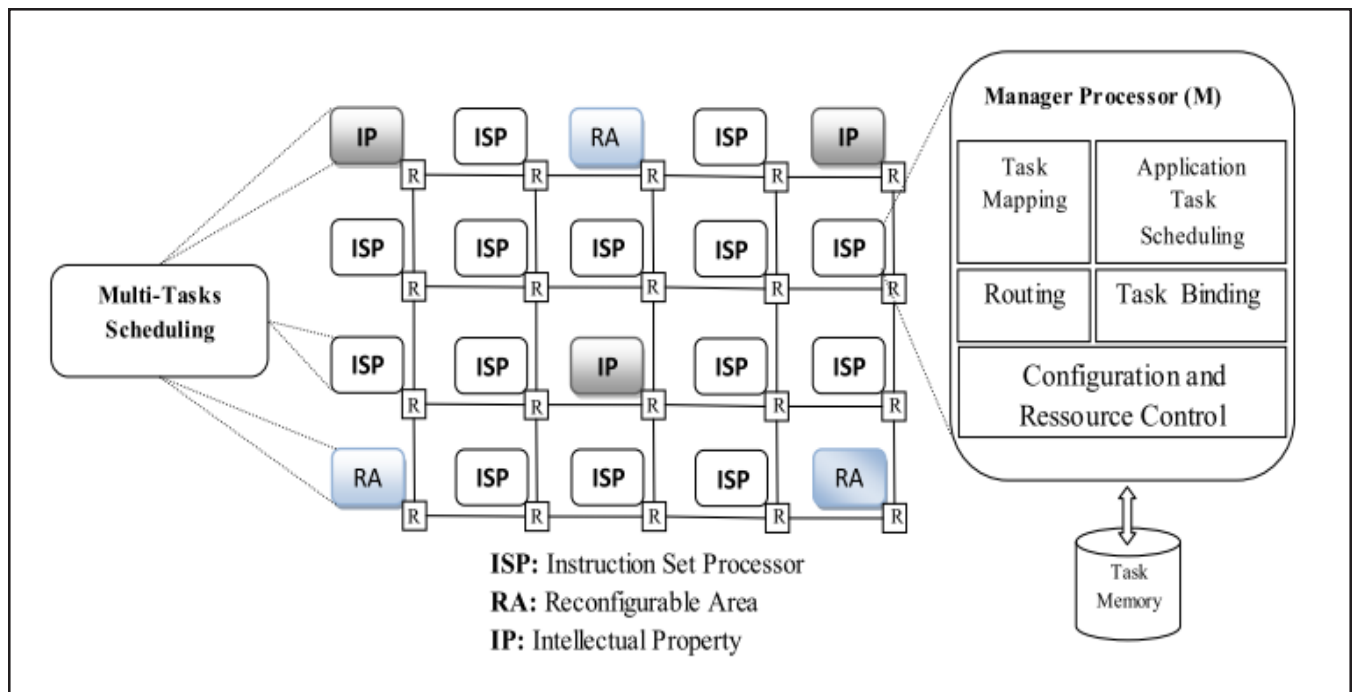 Manager Processor (M)
IP ISP RA ISP IP
R R R R R
Task
Mapping
Application
Task
Scheduling
ISP ISP ISP ISP ISP
R R R R R
Multi-Tasks
Scheduling
Routing
Task Binding
ISP ISP IP ISP ISP
R R R R R
Configuration and
Ressource Control
RA ISP ISP ISP RA
R R R R R
Task
Memory
ISP: Instruction Set Processor
RA: Reconfigurable Area
IP: Intellectual Property